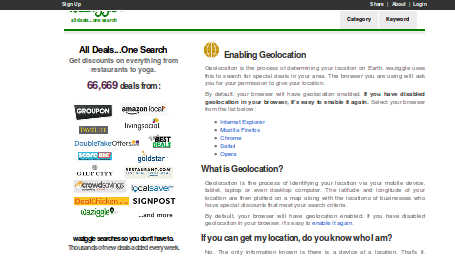 Sign Up
Share | About | Login
all deals...one search
Category
Keyword
All Deals...One Search
Get discounts on everything from
restaurants to yoga.
66,669 deals from:
GROUPON
amazonlocal
livingsocial
DoubleTakeOffers
BEST
DEALS
goldstar
GILT CITY
RESTAURANT.COM
crowdsavings
localsaver
DealChicken
SIGNPOST
waziggle
...and more
waziggle searches so you don't have to.
Thousands of new deals added every week.
Enabling Geolocation
Geolocation is the process of determining your location on Earth. waziggle uses
this to search for special deals in your area. The browser you are using will ask
you for your permission to give your location.
By default, your browser will have geolocation enabled. If you have disabled
geolocation in your browser, it's easy to enable it again. Select your browser
from the list below:
Internet Explorer
Mozilla Firefox
Chrome
Safari
Opera
What is Geolocation?
Geolocation is the process of identifying your location via your mobile device,
tablet, laptop or even desktop computer. The latitude and longitude of your
location are then plotted on a map along with the locations of businesses who
have special discounts that meet your search criteria.
By default, your browser will have geolocation enabled. If you have disabled
geolocation in your browser, it's easy to enable it again.
If you can get my location, do you know who I am?
No. The only information known is there is a device at a location. That's it.